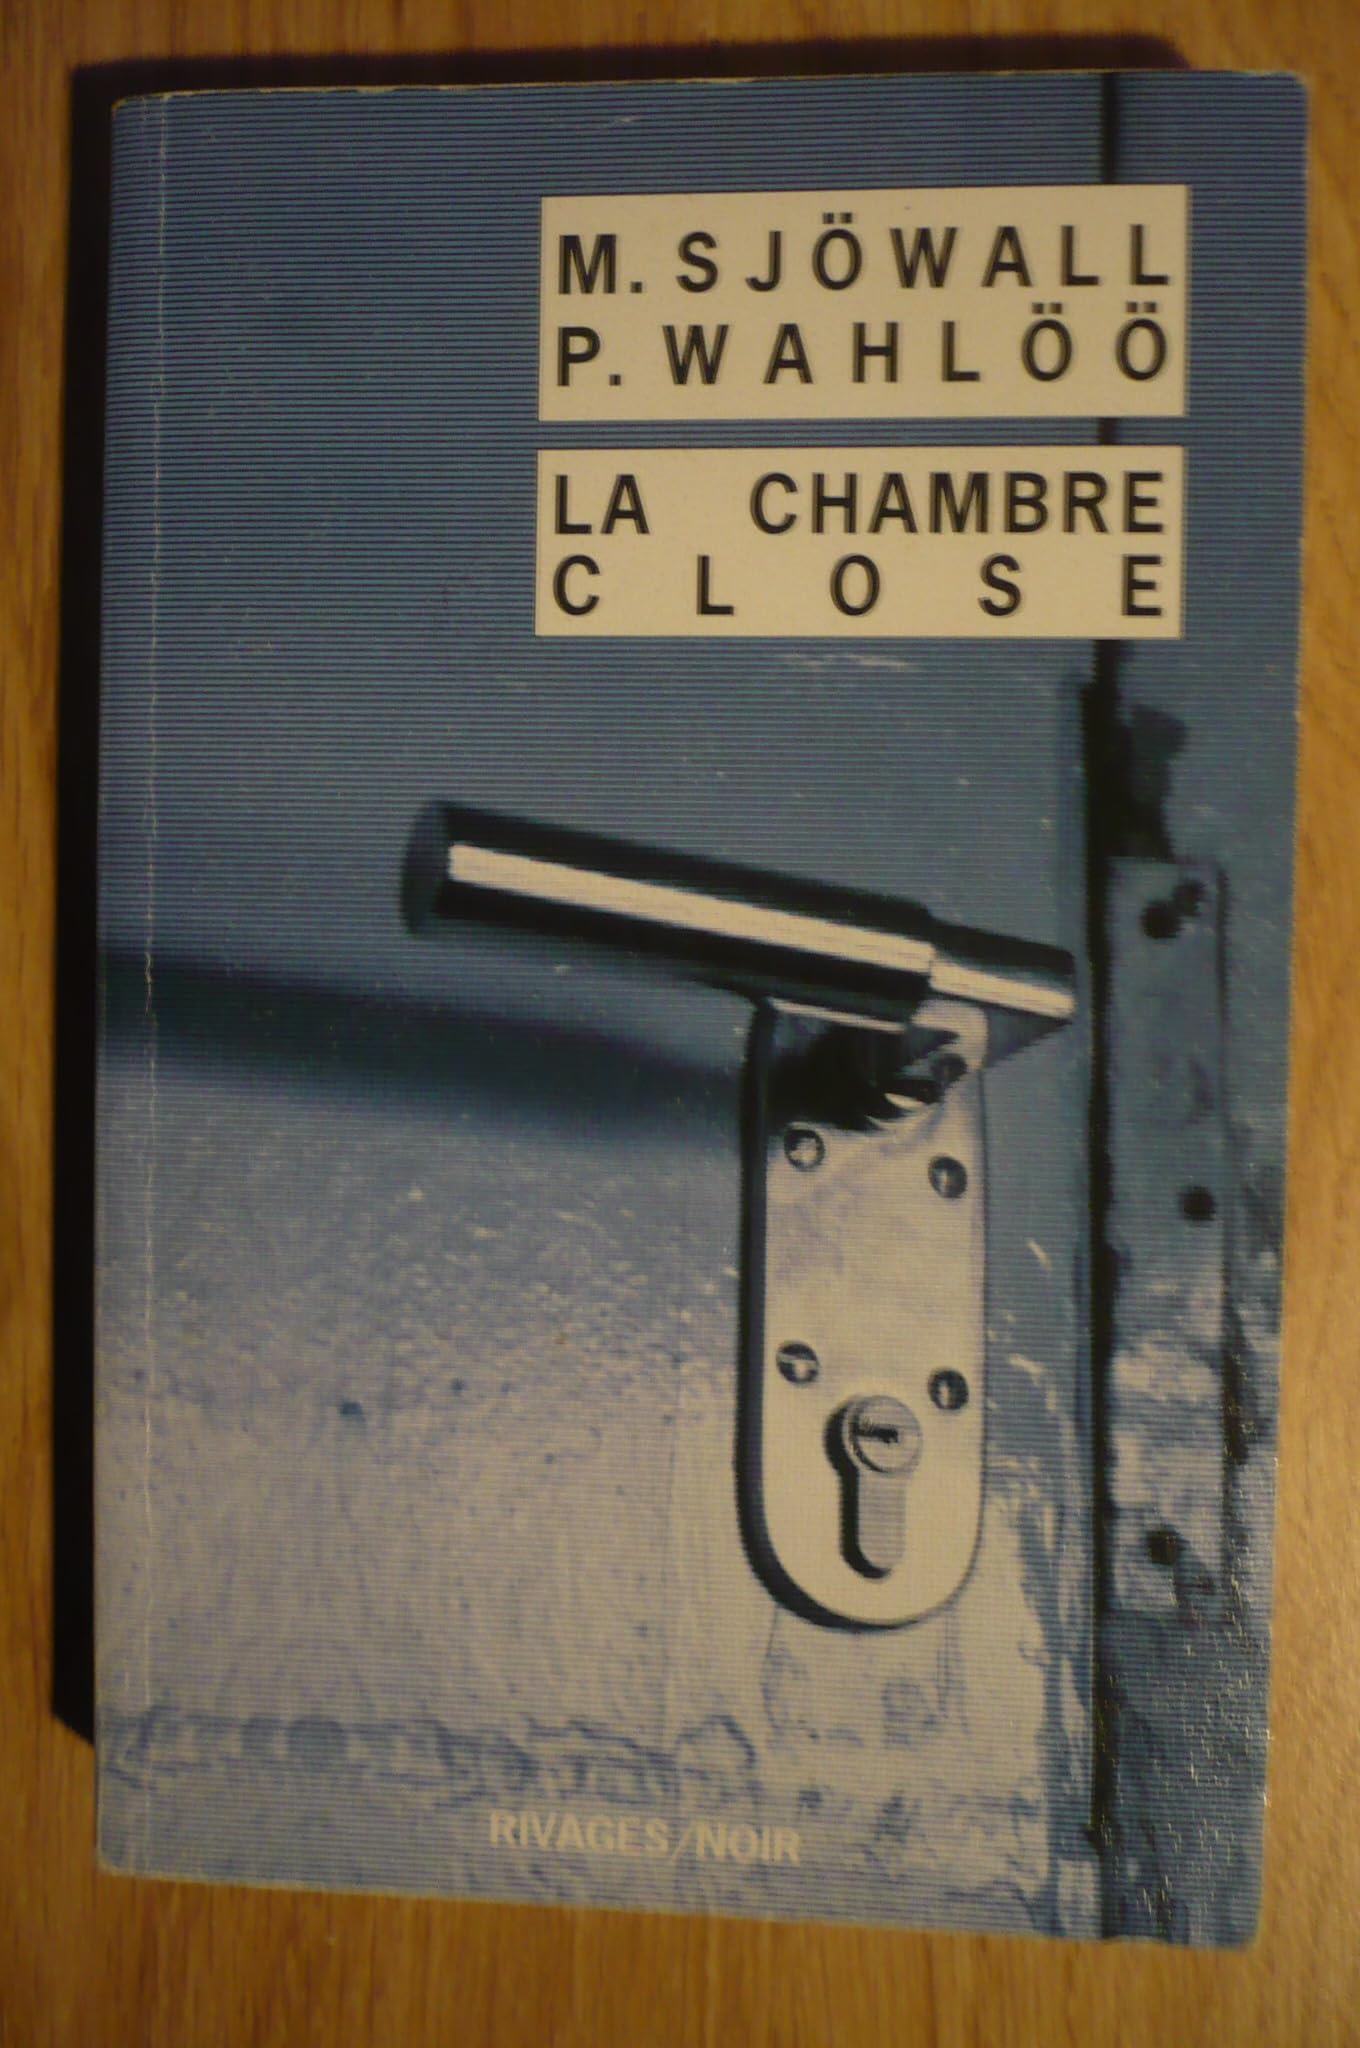 M. SJÖWALL
P. WAHLÖÖ
LA CHAMBRE
CLOSE
RIVAGES/NOIR